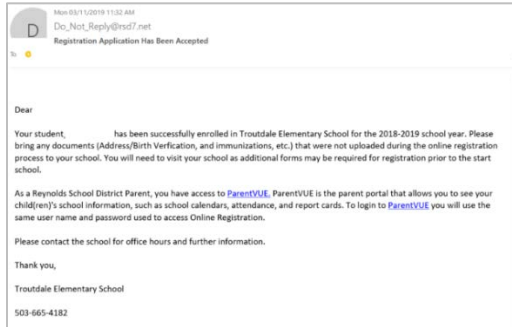 D
Mon 03/11/2019 11:32 AM
Do_Not_Reply@rsd7.net
Registration Application Has Been Accepted
To
Dear
Your student, has been successfully enrolled in Troutdale Elementary School for the 2018-2019 school year. Please
bring any documents (Address/Birth Verfication, and immunizations, etc.) that were not uploaded during the online registration
process to your school. You will need to visit your school as additional forms may be required for registration prior to the start
school.
As a Reynolds School District Parent, you have access to ParentVUE. ParentVUE is the parent portal that allows you to see your
child(ren)'s school information, such as school calendars, attendance, and report cards. To login to ParentVUE you will use the
same user name and password used to access Online Registration.
Please contact the school for office hours and further information.
Thank you,
Troutdale Elementary School
503-665-4182